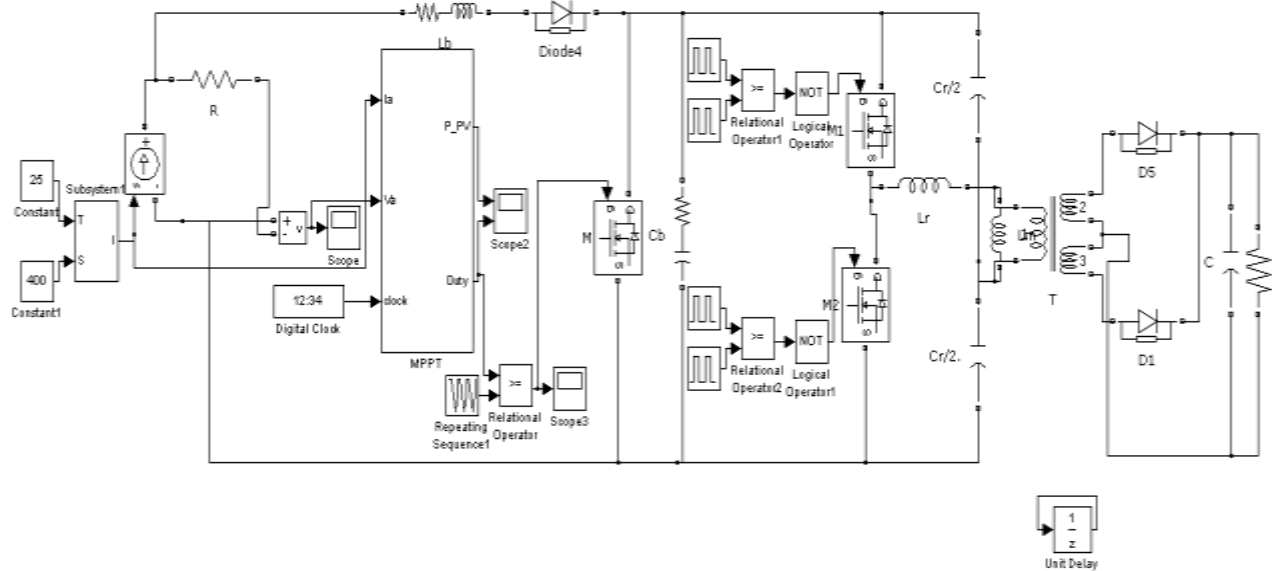 Lb
Diode4
R
Ia
P_PV
Va
Duty
clock
MPPT
25
Constant
Subsystem1
T
I
S
400
Constant1
+
-
v
Scope
12:34
Digital Clock
Scope2
Repeating
Sequence1
>=
Relational
Operator
Scope3
M
Cb
>=
Relational
Operator1
NOT
Logical
Operator
M1
>=
Relational
Operator2
NOT
Logical
Operator1
M2
Lr
Cr/2
Cr/2.
2
3
T
D5
D1
C
1
z
Unit Delay